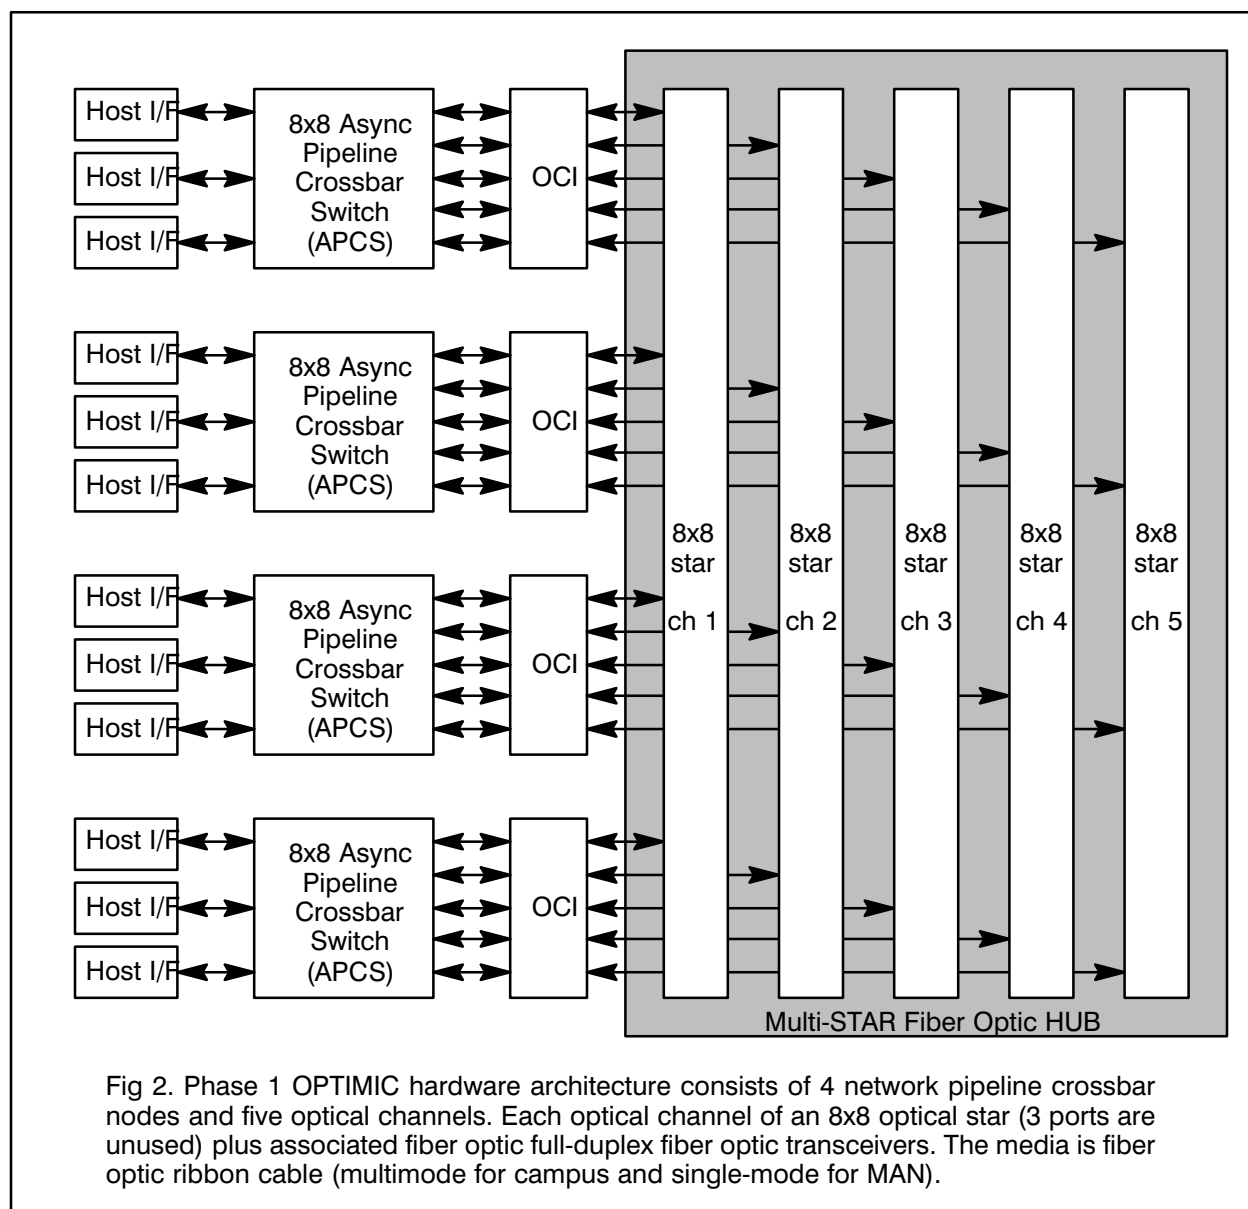 Host I/F
Host I/F
Host I/F
8x8 Async
Pipeline
Crossbar
Switch
(APCS)
OCI
Host I/F
Host I/F
Host I/F
8x8 Async
Pipeline
Crossbar
Switch
(APCS)
OCI
Host I/F
Host I/F
Host I/F
8x8 Async
Pipeline
Crossbar
Switch
(APCS)
OCI
Host I/F
Host I/F
Host I/F
8x8 Async
Pipeline
Crossbar
Switch
(APCS)
OCI
8x8
star
ch 1
8x8
star
ch 2
8x8
star
ch 3
8x8
star
ch 4
8x8
star
ch 5
Multi-STAR Fiber Optic HUB
Fig 2. Phase 1 OPTIMIC hardware architecture consists of 4 network pipeline crossbar
nodes and five optical channels. Each optical channel of an 8x8 optical star (3 ports are
unused) plus associated fiber optic full-duplex fiber optic transceivers. The media is fiber
optic ribbon cable (multimode for campus and single-mode for MAN).